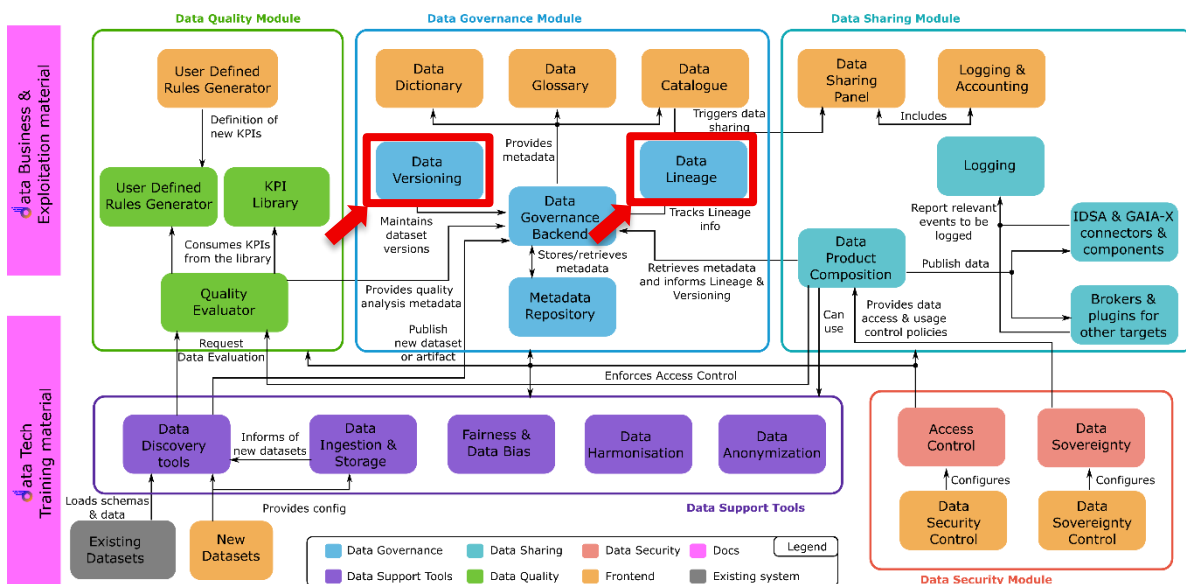 Data Quality Module
Data Governance Module
Data Sharing Module
ata Business &
Exploitation material
ata Tech
Training material
User Defined
Rules Generator
Definition of
new KPIs
User Defined
Rules Generator
KPI
Library
Consumes KPIs
from the library
Quality
Evaluator
Request
Data Evaluation
Data
Dictionary
Data
Glossary
Data
Catalogue
Provides
metadata
Triggers data
sharing
Data
Versioning
Data
Lineage
Maintains
dataset
versions
Data
Governance
Backend
Tracks Lineage
info
Stores/retrieves
metadata
Provides quality
analysis metadata
Metadata
Repository
Retrieves metadata
and informs Lineage &
Versioning
Publish
new dataset
or artifact
Enforces Access Control
Data
Sharing
Panel
Logging &
Accounting
Includes
Logging
Report relevant
events to be
logged
IDSA & GAIA-X
connectors &
components
Data
Product
Composition
Publish data
Brokers &
plugins for
other targets
Can
use
Provides data
access & usage
control policies
Data
Discovery
tools
Informs of
new datasets
Data
Ingestion &
Storage
Fairness &
Data Bias
Data
Harmonisation
Data
Anonymization
Data Support Tools
Loads schemas
& data
Provides config
Existing
Datasets
New
Datasets
Access
Control
Data
Sovereignty
Configures
Configures
Data
Security
Control
Data
Sovereignty
Control
Data Security Module
Legend
Data Governance
Data Sharing
Data Security
Docs
Data Support Tools
Data Quality
Frontend
Existing system